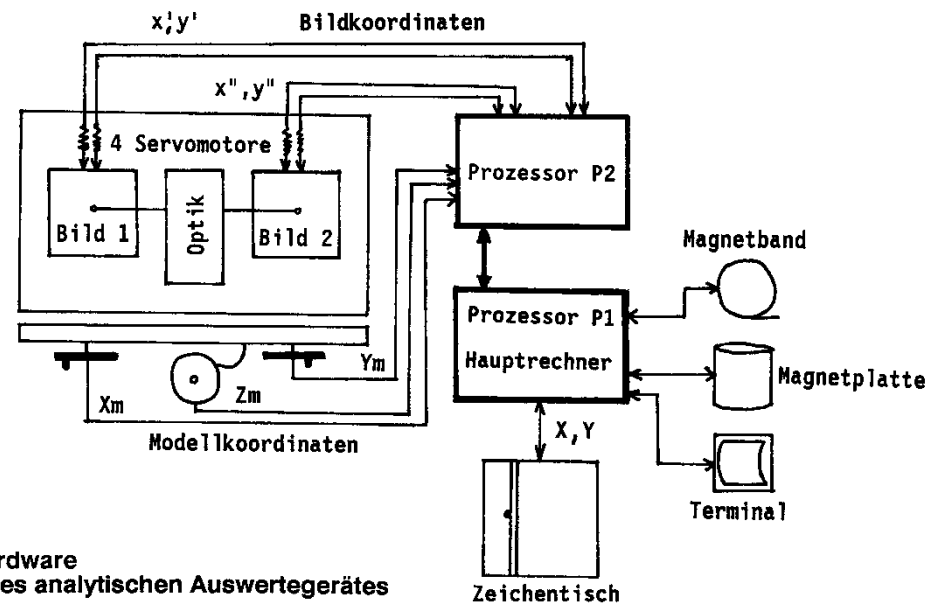 x',y' Bildkoordinaten
x",y"
4 Servomotore
Prozessor P2
Bild 1
Optik
Bild 2
Magnetband
Prozessor P1
Hauptrechner
Magnetplatte
Xm
Zm
Ym
Modellkoordinaten
X,Y
Terminal
Zeichentisch
rdware
es analytischen Auswertegerätes